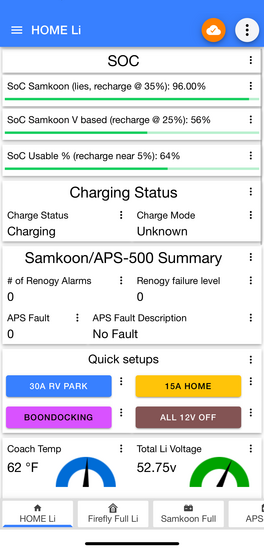 HOME Li
SOC
SoC Samkoon (lies, recharge @ 35%): 96.00%
SoC Samkoon V based (recharge @ 25%): 56%
SoC Usable % (recharge near 5%): 64%
Charging Status
Charge Status Charge Mode
Charging Unknown
Samkoon/APS-500 Summary
# of Renogy Alarms Renogy failure level
0 0
APS Fault APS Fault Description
0 No Fault
Quick setups
30A RV PARK 15A HOME
BOONDOCKING ALL 12V OFF
Coach Temp Total Li Voltage
62 °F 52.75v
HOME Li Firefly Full Li Samkoon Full APS